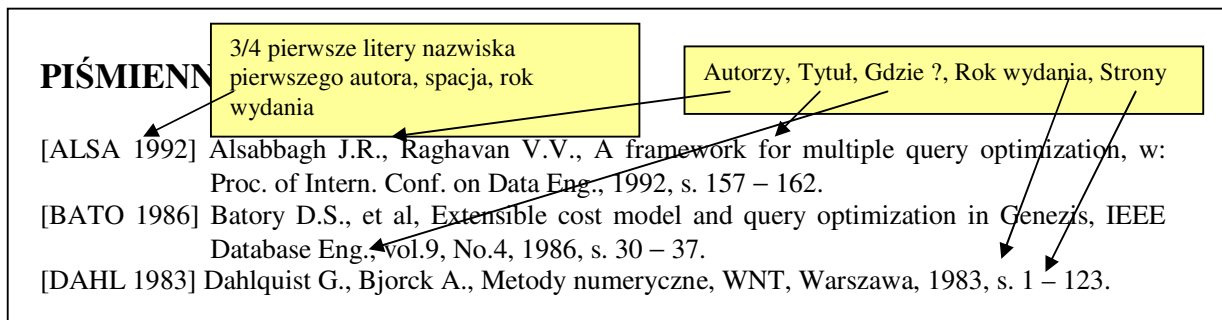 3/4 pierwsze litery nazwiska
pierwszego autora, spacja, rok
wydania
Autorzy, Tytuł, Gdzie ?, Rok wydania, Strony
PIŚMIENN
[ALSA 1992] Alsabbagh J.R., Raghavan V.V., A framework for multiple query optimization, w:
Proc. of Intern. Conf. on Data Eng., 1992, s. 157 – 162.
[BATO 1986] Batory D.S., et al, Extensible cost model and query optimization in Genezis, IEEE
Database Eng., vol.9, No.4, 1986, s. 30 – 37.
[DAHL 1983] Dahlquist G., Bjorck A., Metody numeryczne, WNT, Warszawa, 1983, s. 1 – 123.